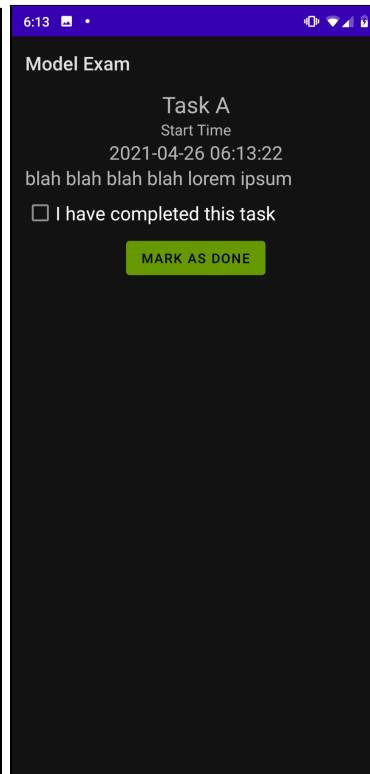 6:13
Model Exam
Task A
Start Time
2021-04-26 06:13:22
blah blah blah blah lorem ipsum
I have completed this task
MARK AS DONE